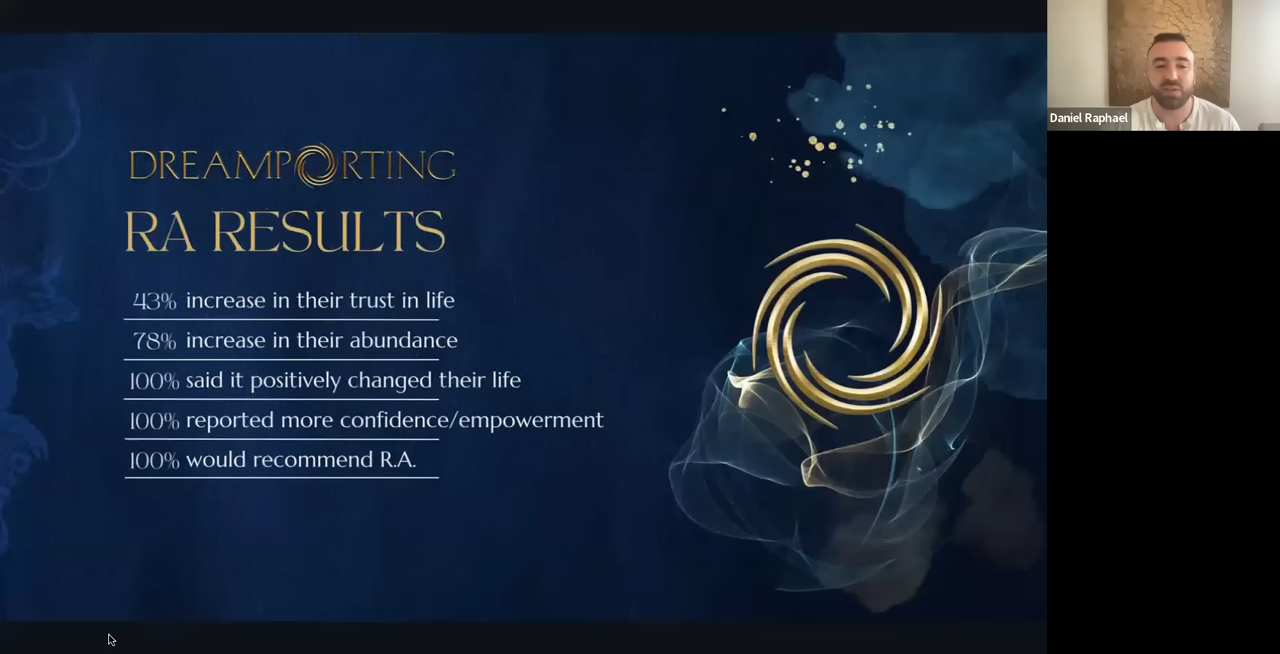 DREAMPORTING
RA RESULTS
43% increase in their trust in life
78% increase in their abundance
100% said it positively changed their life
100% reported more confidence/empowerment
100% would recommend R.A.
Daniel Raphael